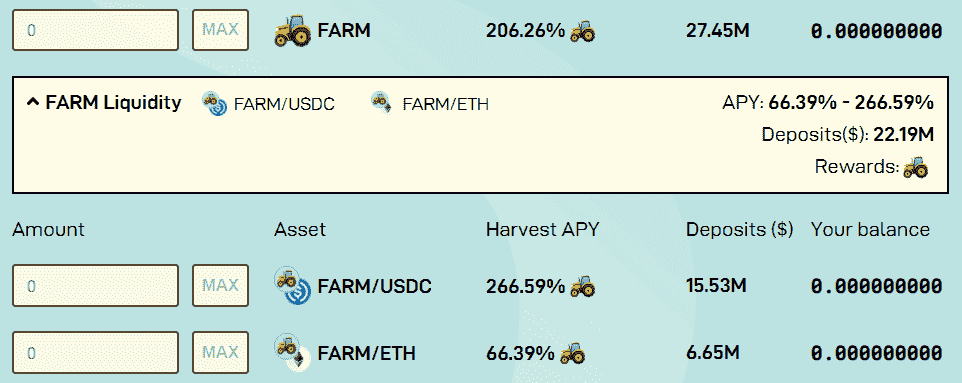 0 MAX FARM 206.26% 27.45M 0.000000000
FARM Liquidity FARM/USDC FARM/ETH APY: 66.39% - 266.59%
Deposits($): 22.19M
Rewards:
Amount Asset Harvest APY Deposits ($) Your balance
0 MAX FARM/USDC 266.59% 15.53M 0.000000000
0 MAX FARM/ETH 66.39% 6.65M 0.000000000